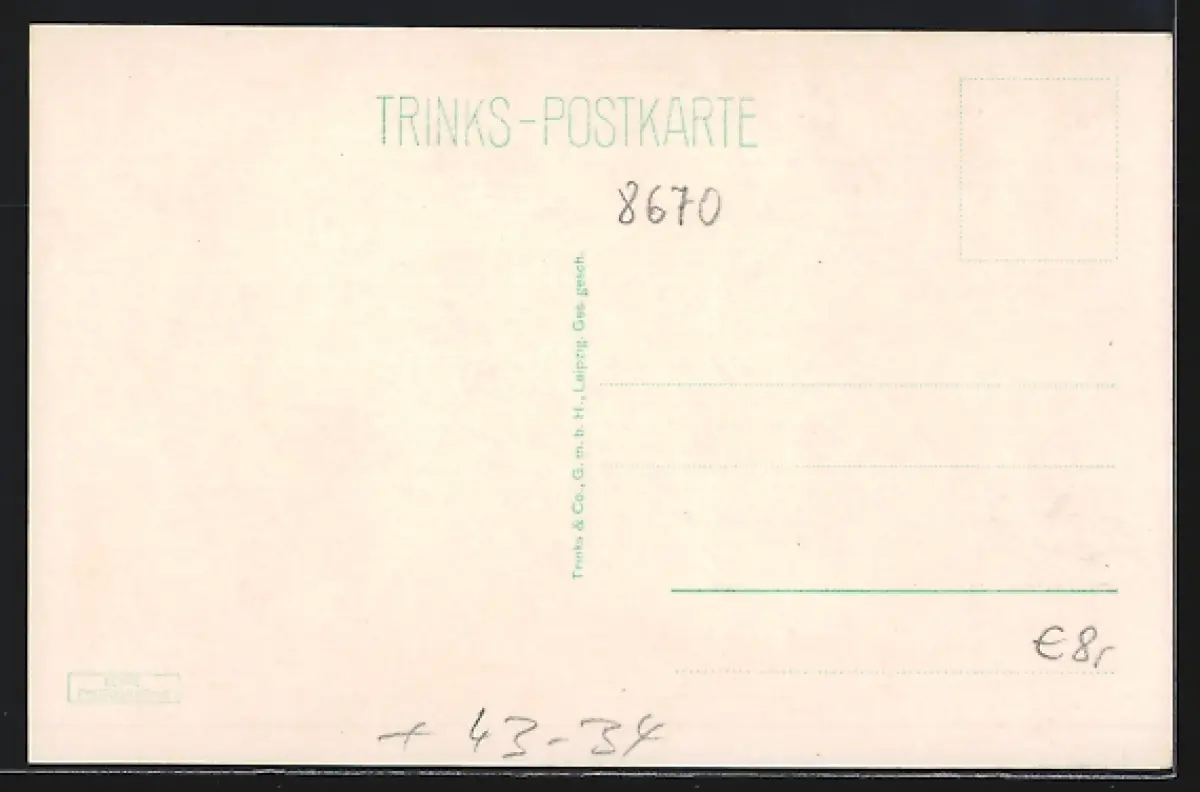 TRINKS-POSTKARTE
8670
Trinks & Co., G. m. b. H., Leipzig. Ges. gesch.
€8,
+ 43-34